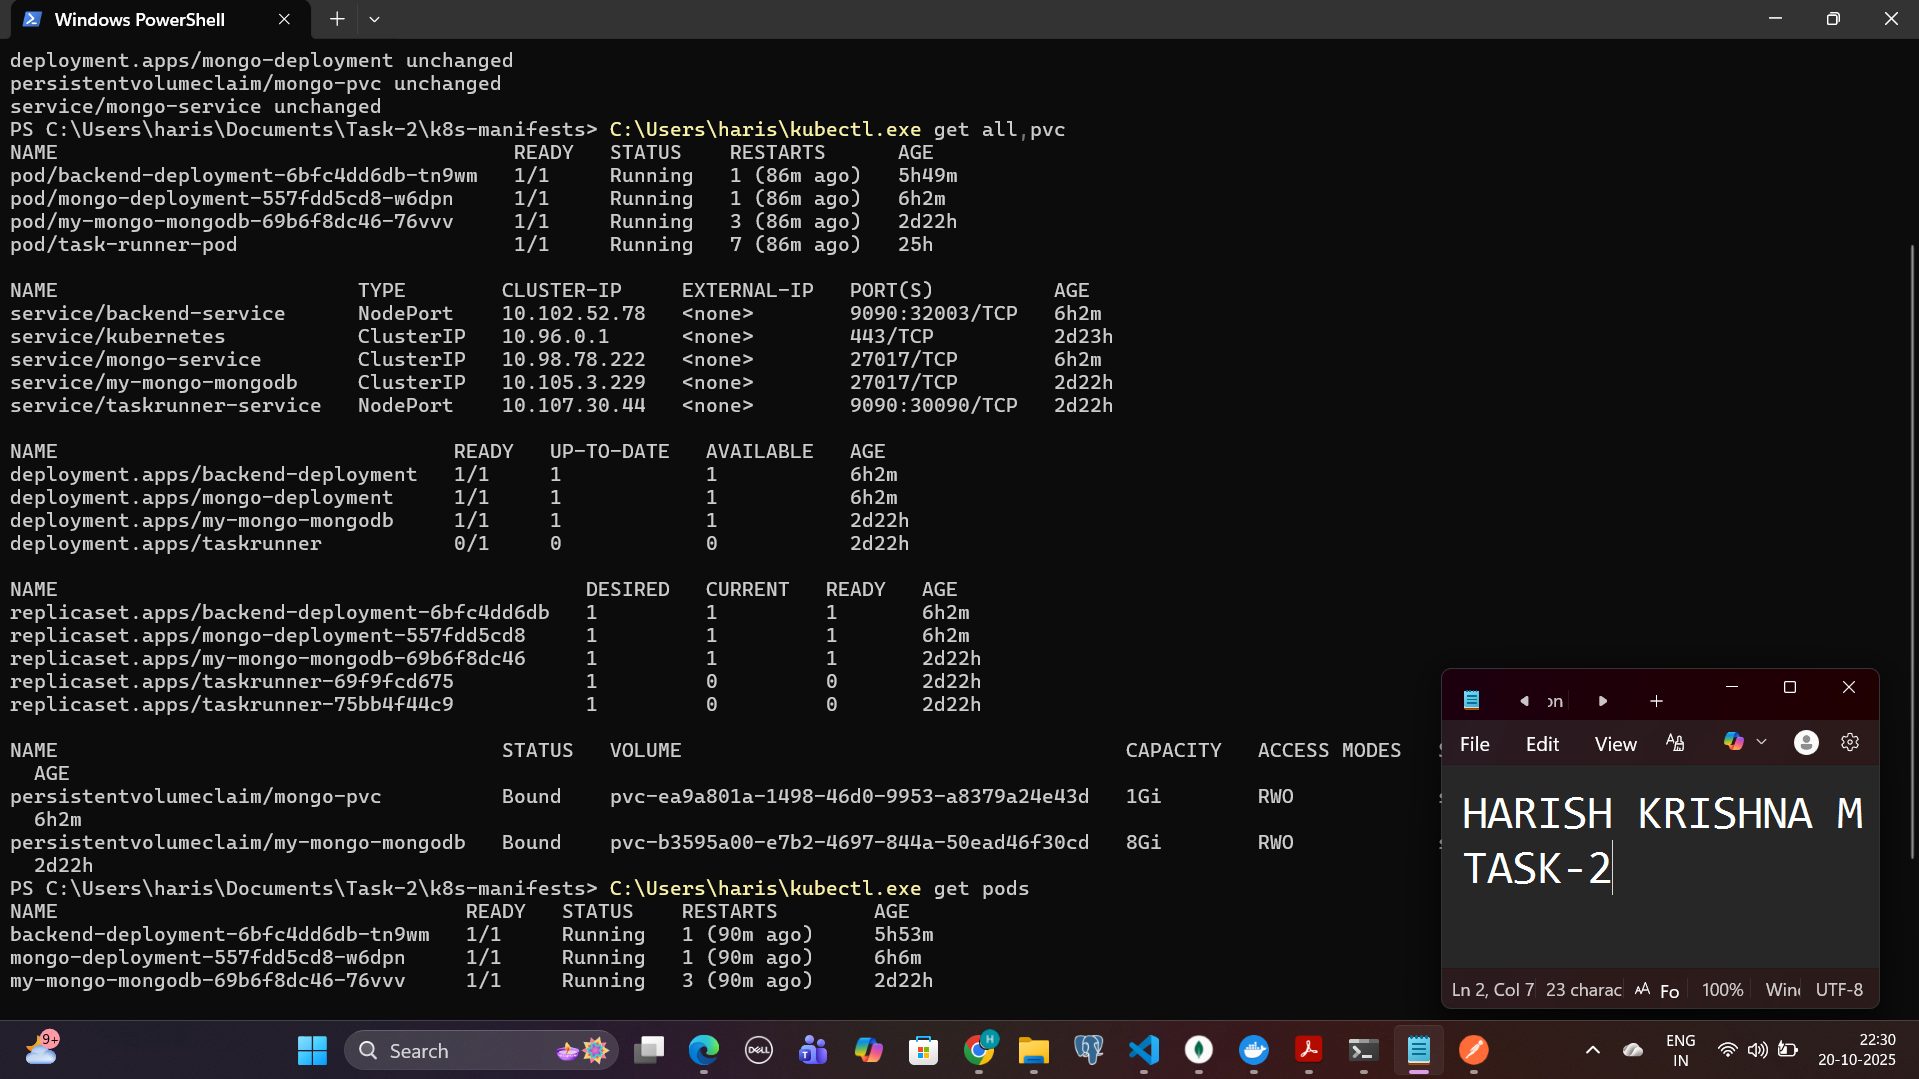 Windows PowerShell
deployment.apps/mongo-deployment unchanged
persistentvolumeclaim/mongo-pvc unchanged
service/mongo-service unchanged
PS C:\Users\haris\Documents\Task-2\k8s-manifests> C:\Users\haris\kubectl.exe get all,pvc
NAME READY STATUS RESTARTS AGE
pod/backend-deployment-6bfc4dd6db-tn9wm 1/1 Running 1 (86m ago) 5h49m
pod/mongo-deployment-557fdd5cd8-w6dpn 1/1 Running 1 (86m ago) 6h2m
pod/my-mongo-mongodb-69b6f8dc46-76vvv 1/1 Running 3 (86m ago) 2d22h
pod/task-runner-pod 1/1 Running 7 (86m ago) 25h
NAME TYPE CLUSTER-IP EXTERNAL-IP PORT(S) AGE
service/backend-service NodePort 10.102.52.78 <none> 9090:32003/TCP 6h2m
service/kubernetes ClusterIP 10.96.0.1 <none> 443/TCP 2d23h
service/mongo-service ClusterIP 10.98.78.222 <none> 27017/TCP 6h2m
service/my-mongo-mongodb ClusterIP 10.105.3.229 <none> 27017/TCP 2d22h
service/taskrunner-service NodePort 10.107.30.44 <none> 9090:30090/TCP 2d22h
NAME READY UP-TO-DATE AVAILABLE AGE
deployment.apps/backend-deployment 1/1 1 1 6h2m
deployment.apps/mongo-deployment 1/1 1 1 6h2m
deployment.apps/my-mongo-mongodb 1/1 1 1 2d22h
deployment.apps/taskrunner 0/1 0 0 2d22h
NAME DESIRED CURRENT READY AGE
replicaset.apps/backend-deployment-6bfc4dd6db 1 1 1 6h2m
replicaset.apps/mongo-deployment-557fdd5cd8 1 1 1 6h2m
replicaset.apps/my-mongo-mongodb-69b6f8dc46 1 1 1 2d22h
replicaset.apps/taskrunner-69f9fcd675 1 0 0 2d22h
replicaset.apps/taskrunner-75bb4f44c9 1 0 0 2d22h
NAME STATUS VOLUME CAPACITY ACCESS MODES
AGE
persistentvolumeclaim/mongo-pvc Bound pvc-ea9a801a-1498-46d0-9953-a8379a24e43d 1Gi RWO
6h2m
persistentvolumeclaim/my-mongo-mongodb Bound pvc-b3595a00-e7b2-4697-844a-50ead46f30cd 8Gi RWO
2d22h
PS C:\Users\haris\Documents\Task-2\k8s-manifests> C:\Users\haris\kubectl.exe get pods
NAME READY STATUS RESTARTS AGE
backend-deployment-6bfc4dd6db-tn9wm 1/1 Running 1 (90m ago) 5h53m
mongo-deployment-557fdd5cd8-w6dpn 1/1 Running 1 (90m ago) 6h6m
my-mongo-mongodb-69b6f8dc46-76vvv 1/1 Running 3 (90m ago) 2d22h
on
File Edit View
HARISH KRISHNA M
TASK-2
Ln 2, Col 7 23 charac Fo 100% Win UTF-8
9+
Search
DELL
H
ENG
IN
22:30
20-10-2025